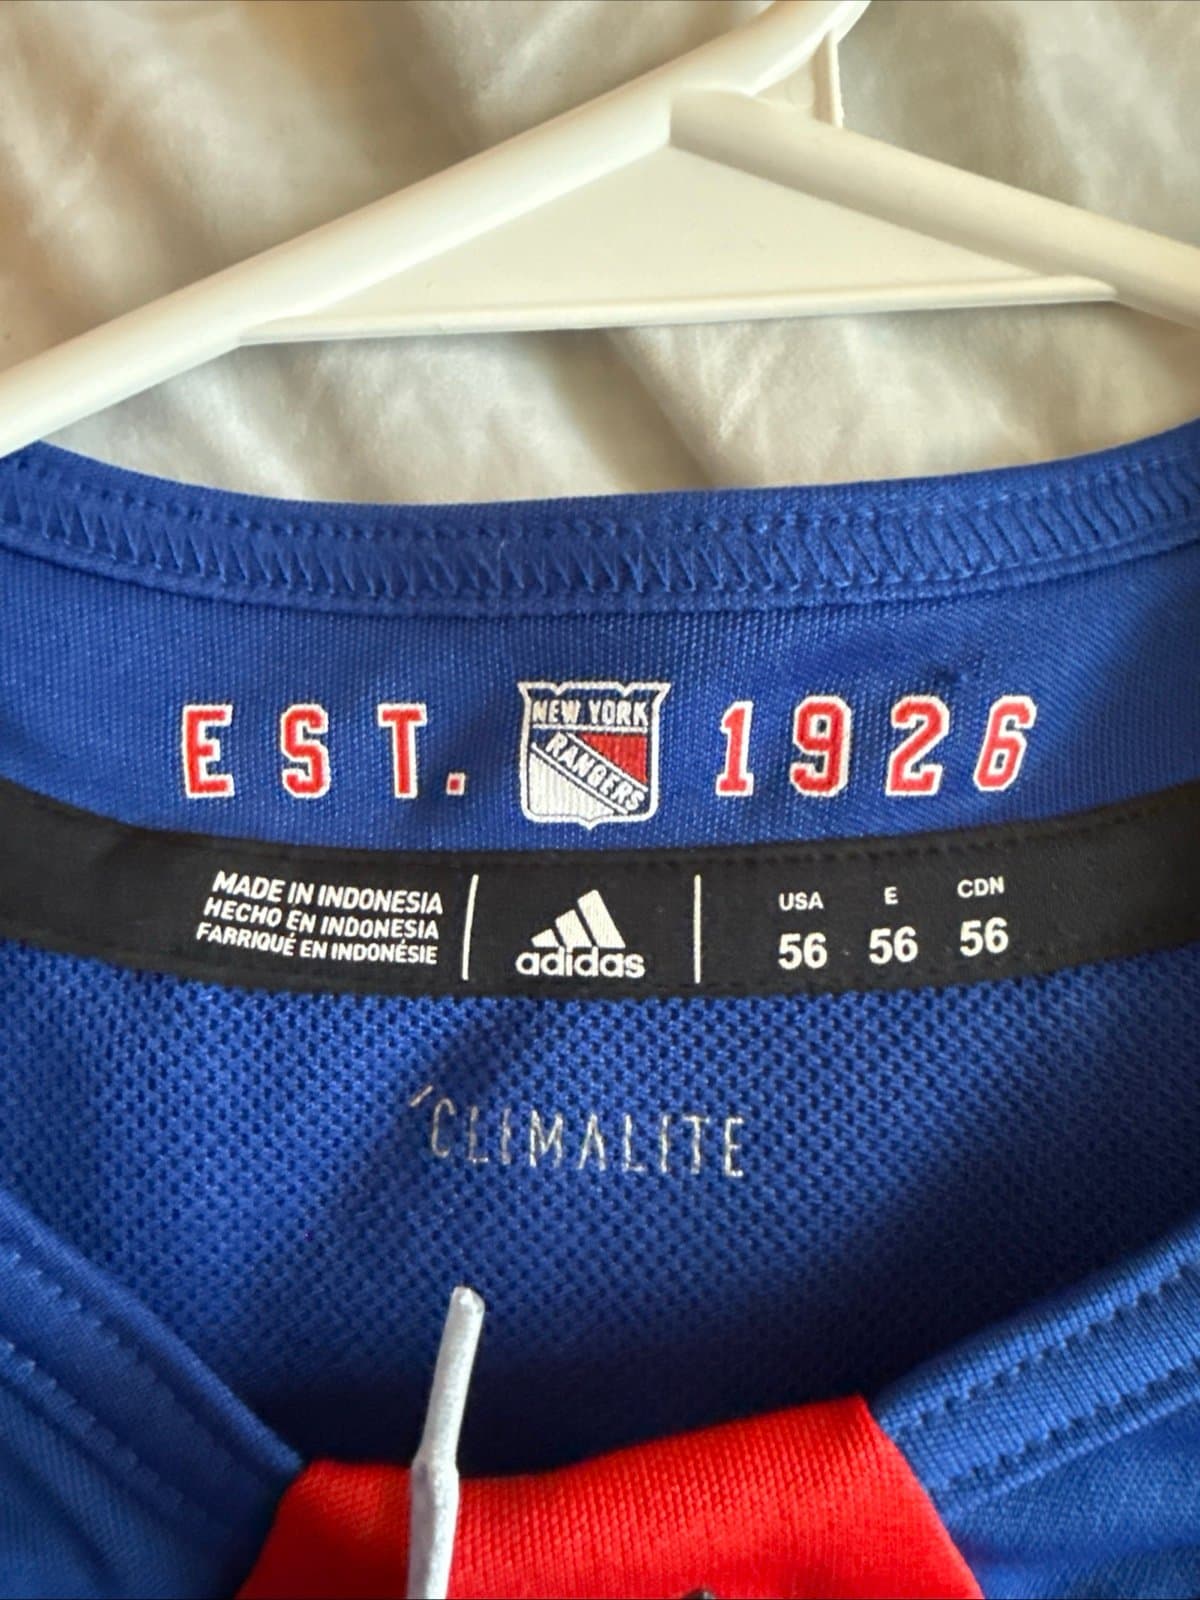 EST. NEW YORK RANGERS 1926
MADE IN INDONESIA
HECHO EN INDONESIA
FABRIQUÉ EN INDONÉSIE
adidas
USA E CDN
56 56 56
CLIMALITE